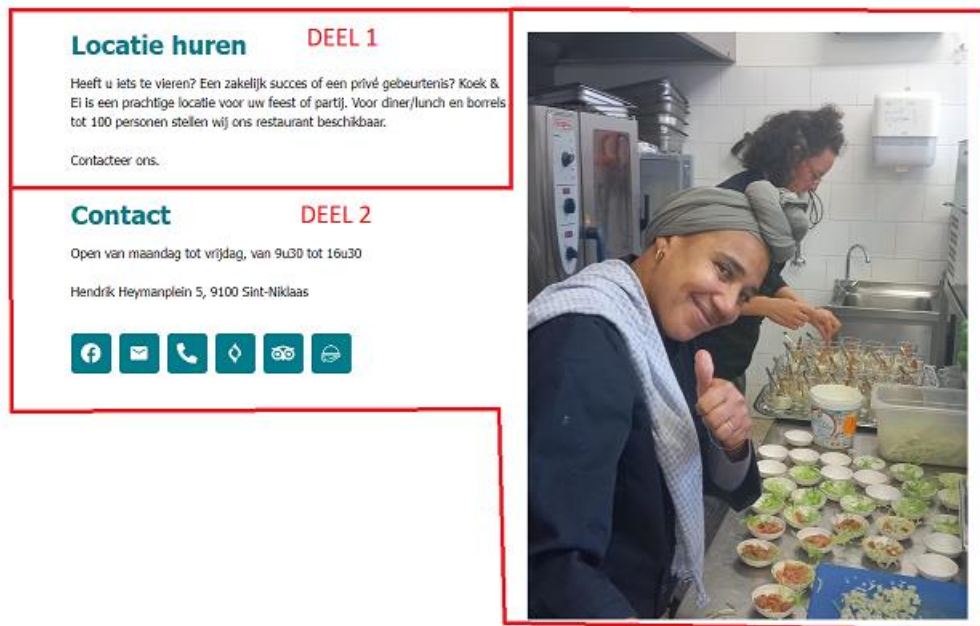 Locatie huren
DEEL 1
Heeft u iets te vieren? Een zakelijk succes of een privé gebeurtenis? Koek &
Ei is een prachtige locatie voor uw feest of partij. Voor diner/lunch en borrels
tot 100 personen stellen wij ons restaurant beschikbaar.
Contacteer ons.
Contact
DEEL 2
Open van maandag tot vrijdag, van 9u30 tot 16u30
Hendrik Heymanplein 5, 9100 Sint-Niklaas